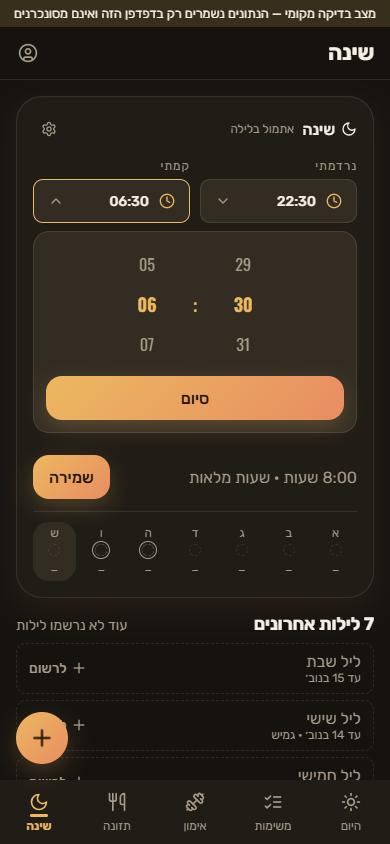 מצב בדיקה מקומי — הנתונים נשמרים רק בדפדפן הזה ואינם מסונכרנים
שינה
שינה אתמול בלילה
נרדמתי קמתי
22:30 06:30
05 29
06 : 30
07 31
סיום
8:00 שעות • שעות מלאות שמירה
א ב ג ד ה ו ש
– – – – – – –
7 לילות אחרונים עוד לא נרשמו לילות
ליל שבת + לרשום
עד 15 בנוב׳
ליל שישי +
עד 14 בנוב׳ • גמיש
ליל חמישי
היום משימות אימון תזונה שינה